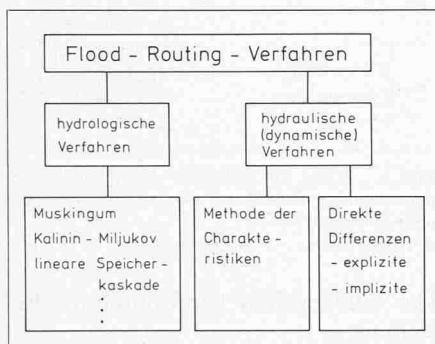 Flood - Routing - Verfahren
hydrologische
Verfahren
hydraulische
(dynamische)
Verfahren
Muskingum
Kalinin - Miljukov
lineare Speicher-
kaskade
Methode der
Charakte -
ristiken
Direkte
Differenzen
- explizite
- implizite